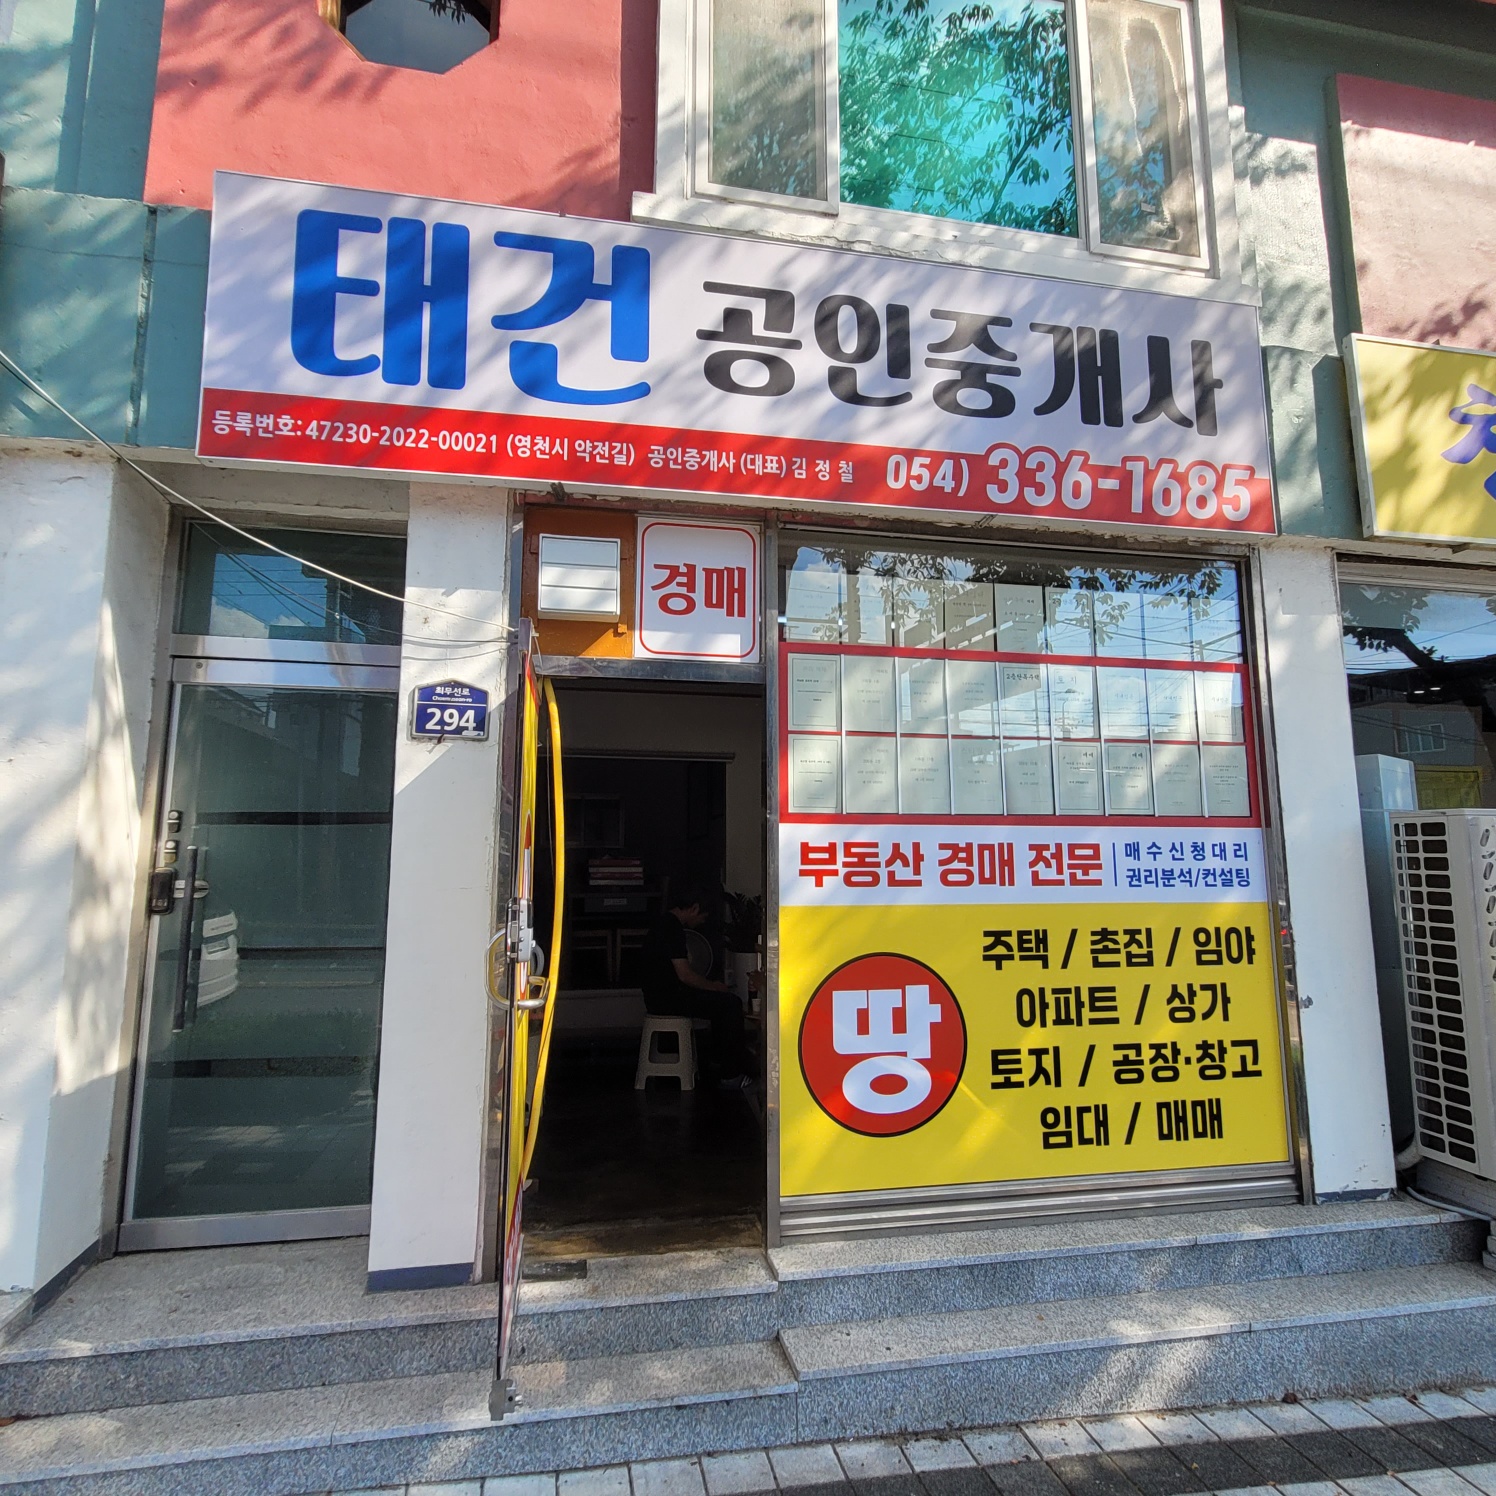 태건 공인중개사
등록번호:47230-2022-00021 (영천시 약전길) 공인중개사 (대표) 김 정 철 054) 336-1685
경매
최무선로
294
부동산 경매 전문
매수신청대리
권리분석/컨설팅
땅
주택 / 촌집 / 임야
아파트 / 상가
토지 / 공장·창고
임대 / 매매